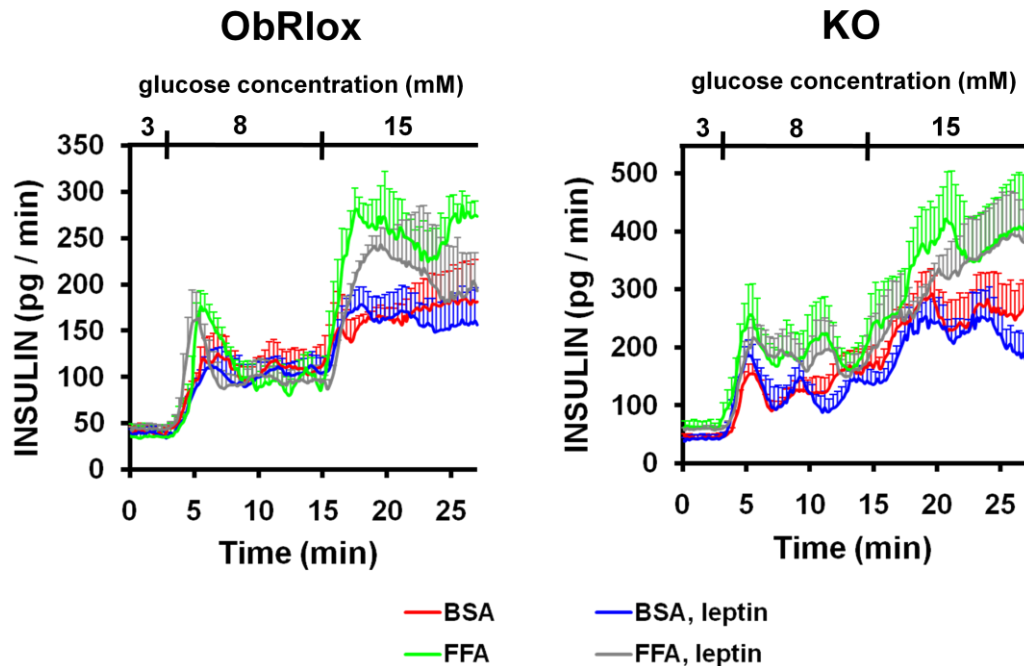 ObRlox
KO
glucose concentration (mM)
glucose concentration (mM)
3 8 15
3 8 15
INSULIN (pg / min)
350
300
250
200
150
100
50
0
0 5 10 15 20 25
Time (min)
INSULIN (pg / min)
500
400
300
200
100
0
0 5 10 15 20 25
Time (min)
BSA
BSA, leptin
FFA
FFA, leptin